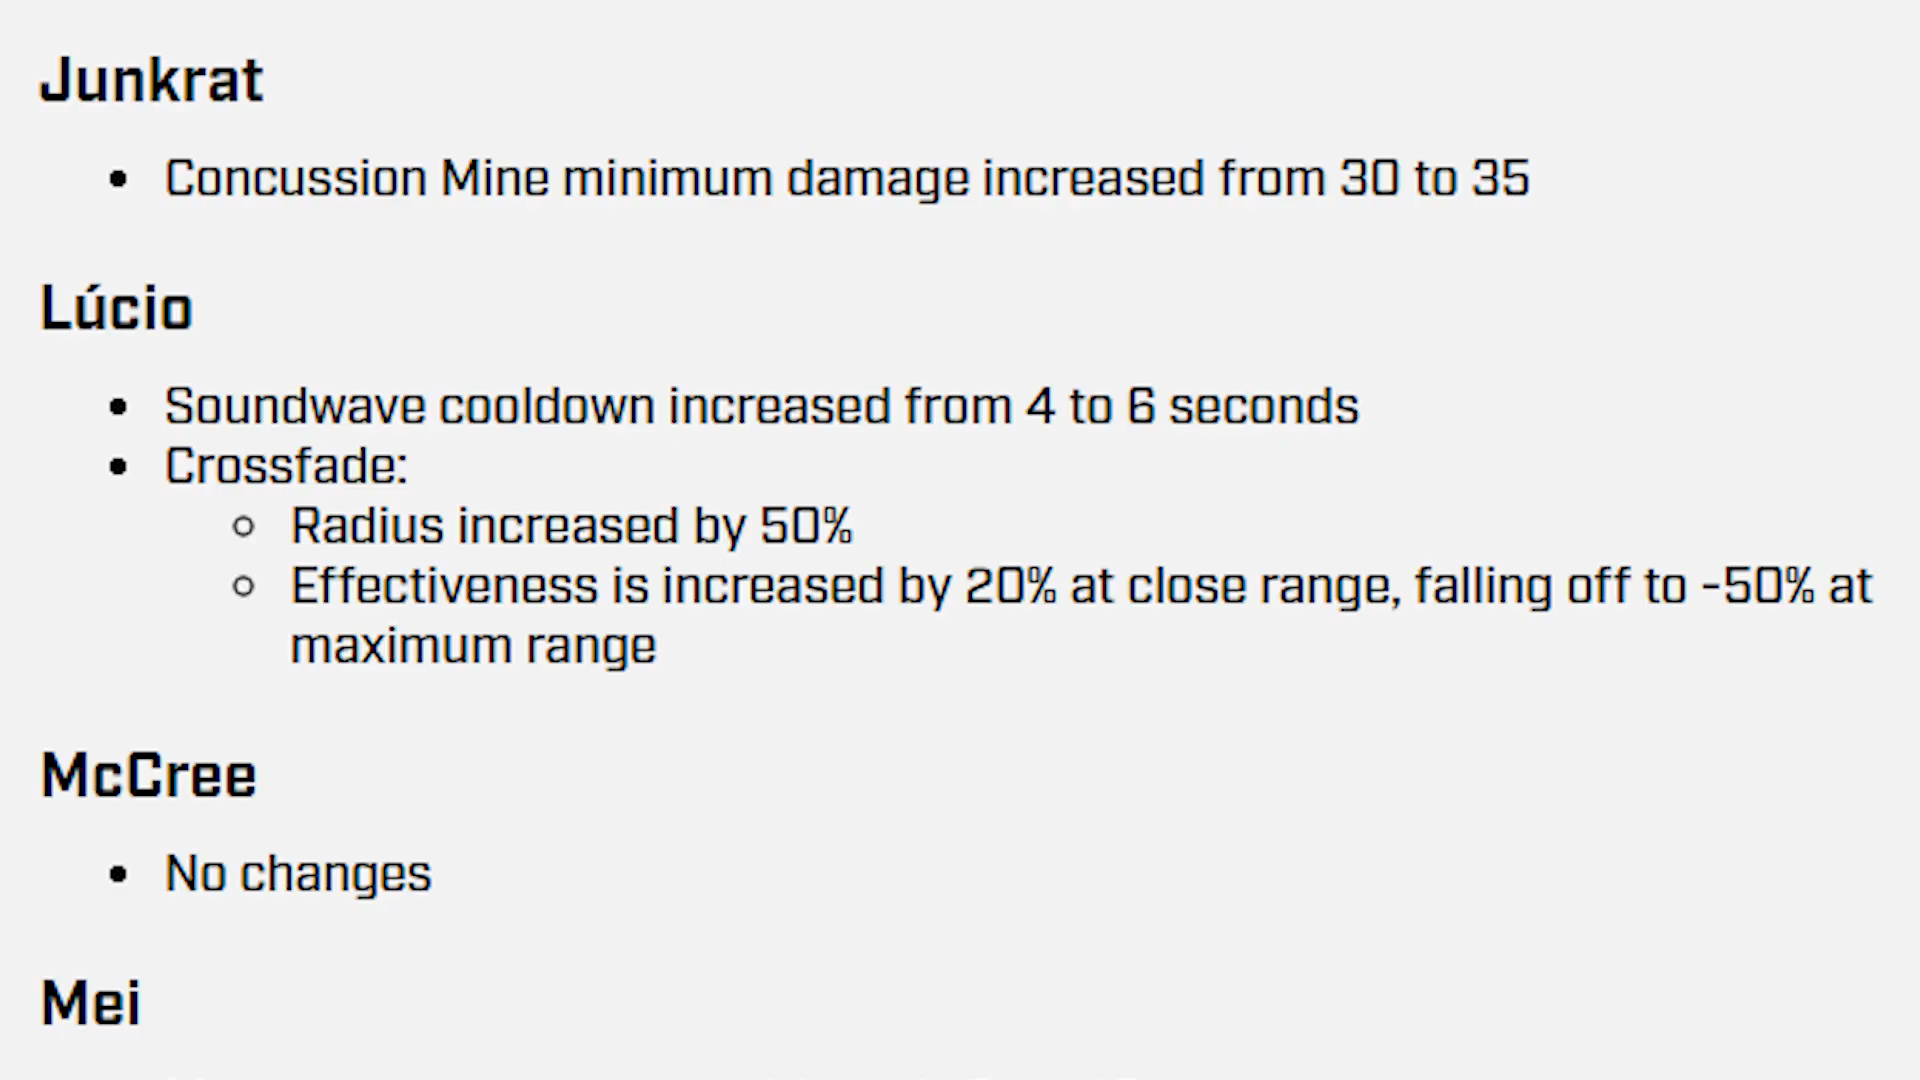 Junkrat
• Concussion Mine minimum damage increased from 30 to 35
Lúcio
• Soundwave cooldown increased from 4 to 6 seconds
• Crossfade:
○ Radius increased by 50%
○ Effectiveness is increased by 20% at close range, falling off to -50% at
maximum range
McCree
• No changes
Mei